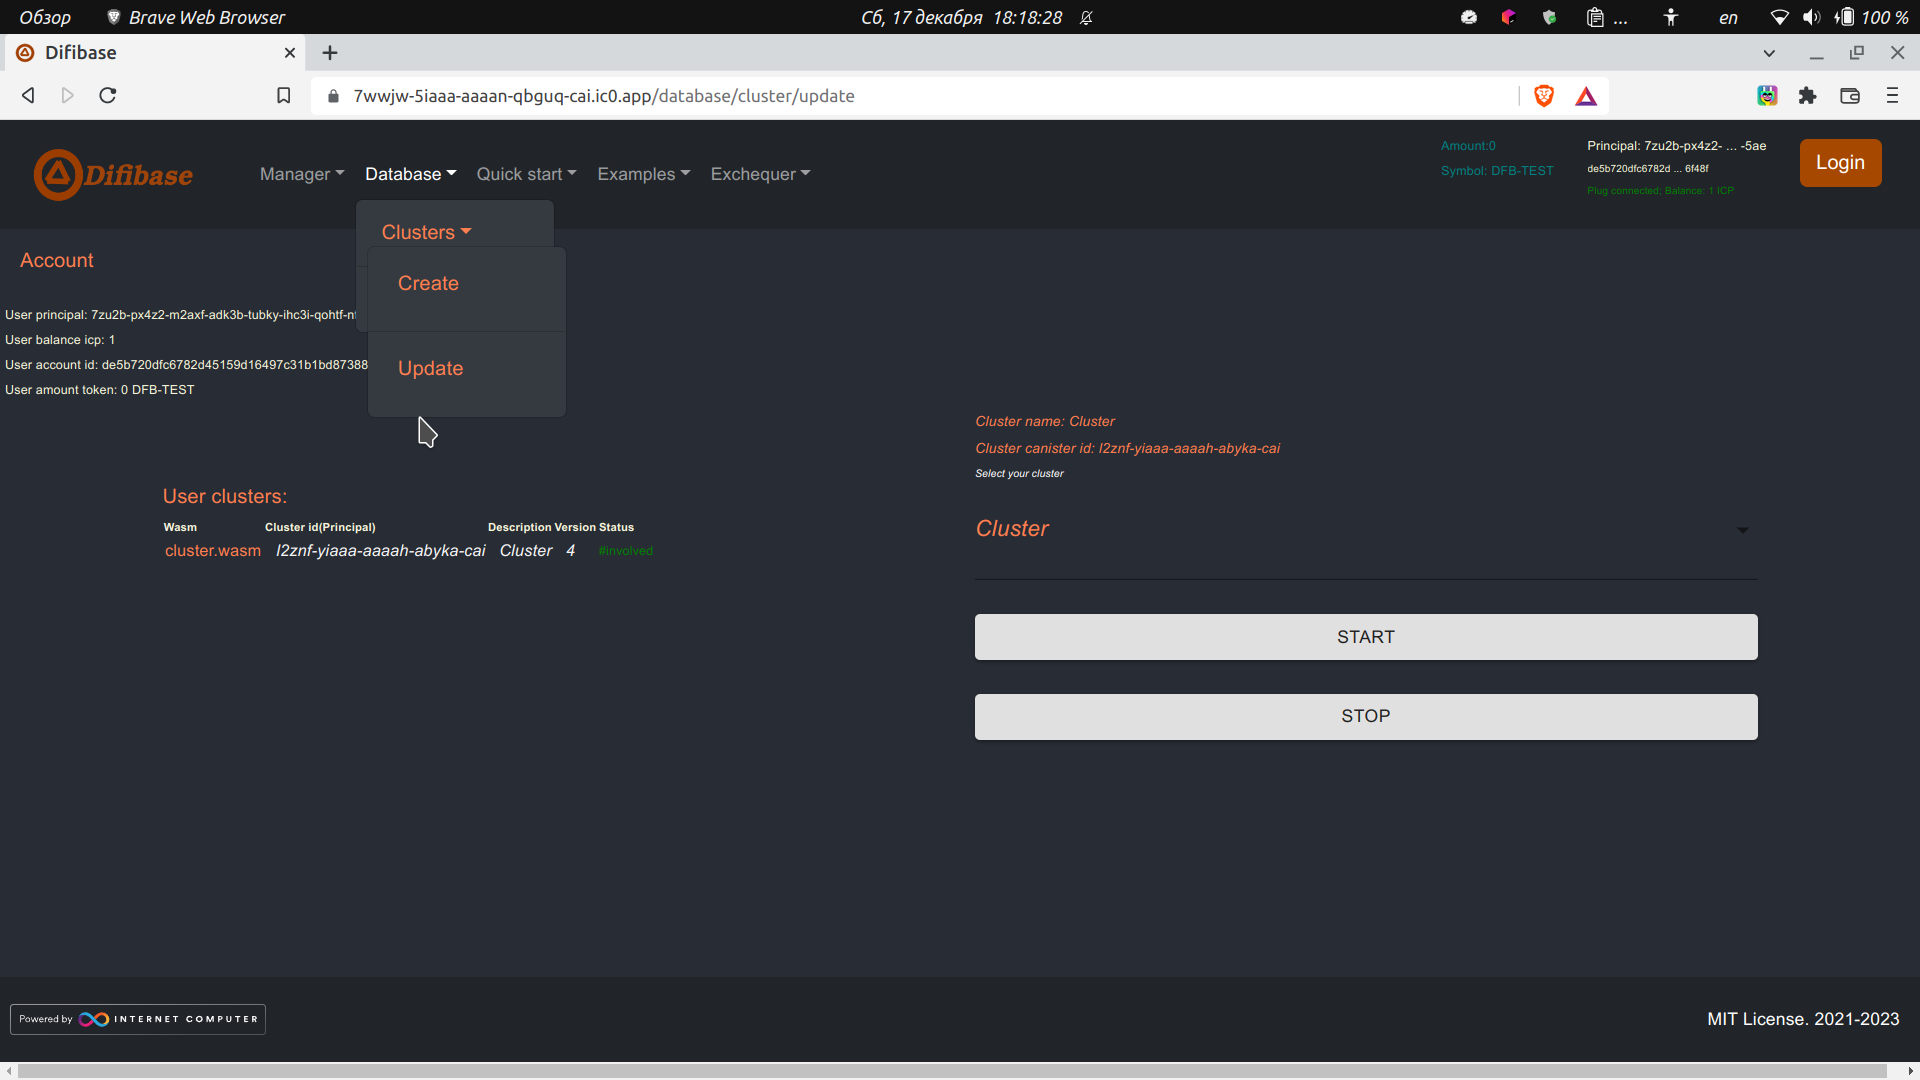 Обзор Brave Web Browser Сб, 17 декабря 18:18:28 ... en 100 %
Difibase
7wwjw-5iaaa-aaaan-qbguq-cai.ic0.app/database/cluster/update
Difibase Manager Database Quick start Examples Exchequer
Amount:0
Symbol: DFB-TEST
Principal: 7zu2b-px4z2- ... -5ae
de5b720dfc6782d ... 6f48f
Plug connected; Balance: 1 ICP
Login
Clusters
Create
Update
Account
User principal: 7zu2b-px4z2-m2axf-adk3b-tubky-ihc3i-qohtf-n
User balance icp: 1
User account id: de5b720dfc6782d45159d16497c31b1bd87388
User amount token: 0 DFB-TEST
User clusters:
Wasm Cluster id(Principal) Description Version Status
cluster.wasm l2znf-yiaaa-aaaah-abyka-cai Cluster 4 #involved
Cluster name: Cluster
Cluster canister id: l2znf-yiaaa-aaaah-abyka-cai
Select your cluster
Cluster
START
STOP
Powered by INTERNET COMPUTER
MIT License. 2021-2023